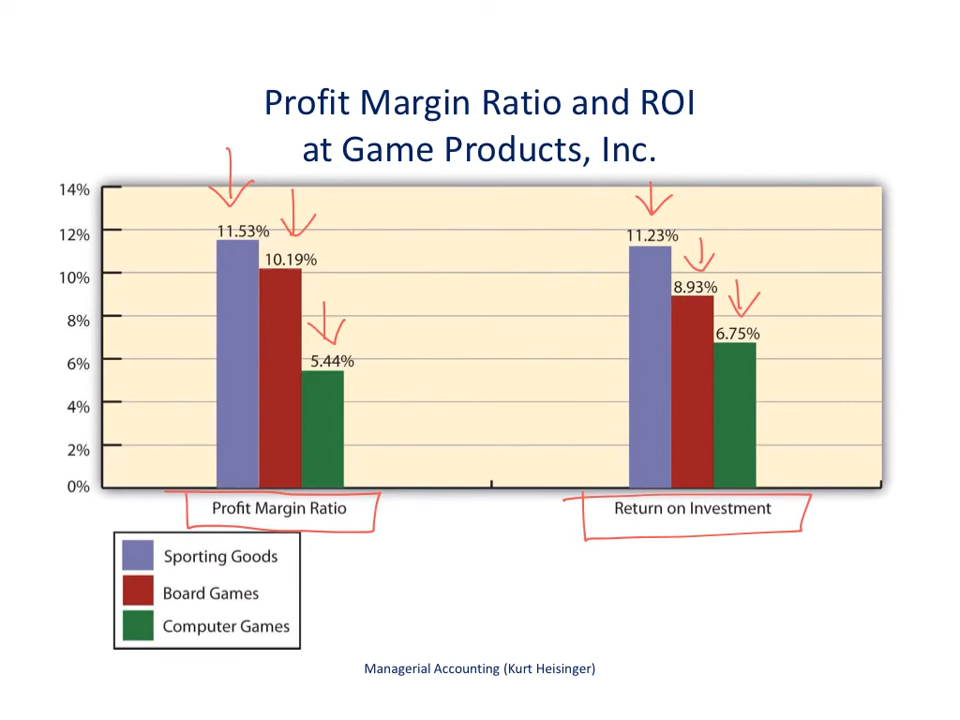 Profit Margin Ratio and ROI
at Game Products, Inc.
14%
12%
10%
8%
6%
4%
2%
0%
11.53%
10.19%
5.44%
11.23%
8.93%
6.75%
Profit Margin Ratio
Return on Investment
Sporting Goods
Board Games
Computer Games
Managerial Accounting (Kurt Heisinger)